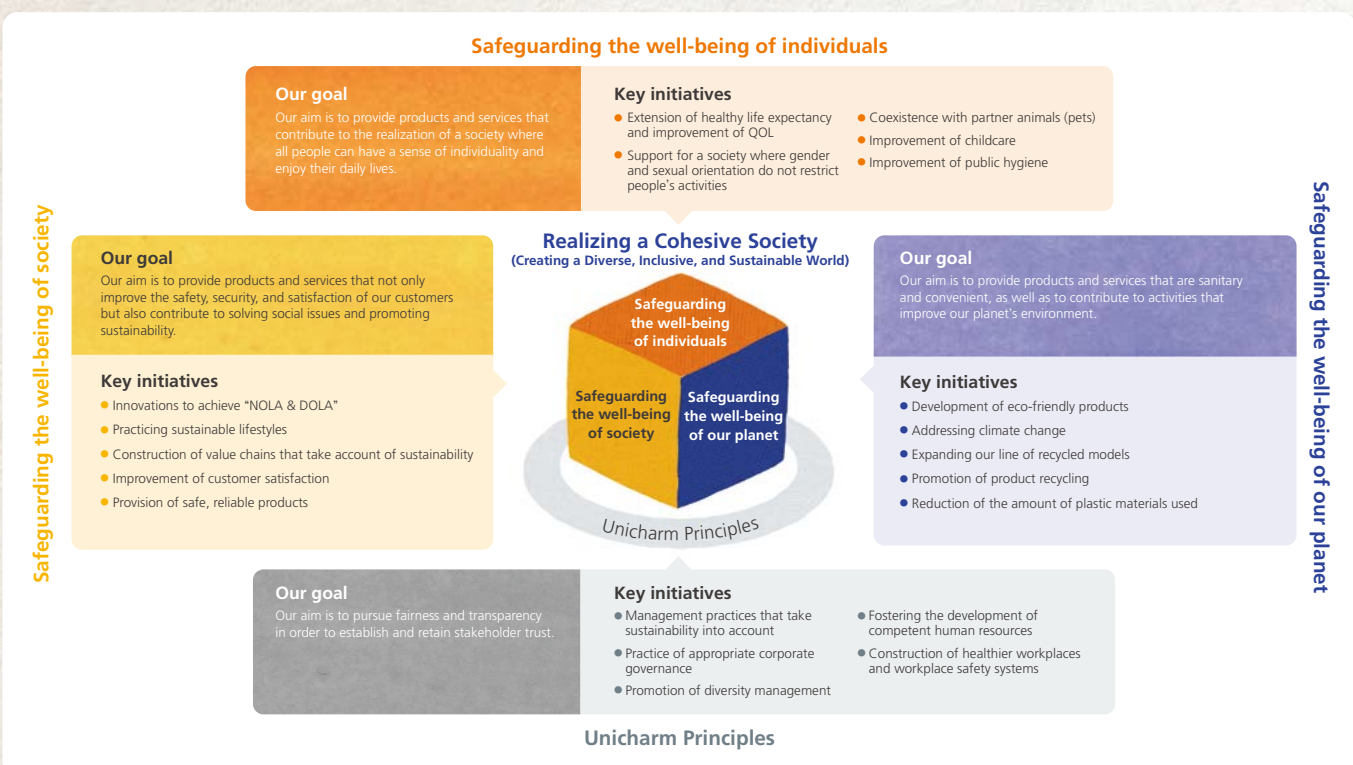 Safeguarding the well-being of individuals
Our goal
Our aim is to provide products and services that
contribute to the realization of a society where
all people can have a sense of individuality and
enjoy their daily lives.
Key initiatives
● Extension of healthy life expectancy
and improvement of QOL
● Support for a society where gender
and sexual orientation do not restrict
people's activities
● Coexistence with partner animals (pets)
● Improvement of childcare
● Improvement of public hygiene
Safeguarding the well-being of society
Our goal
Our aim is to provide products and services that not only
improve the safety, security, and satisfaction of our customers
but also contribute to solving social issues and promoting
sustainability.
Key initiatives
● Innovations to achieve “NOLA & DOLA”
● Practicing sustainable lifestyles
● Construction of value chains that take account of sustainability
● Improvement of customer satisfaction
● Provision of safe, reliable products
Realizing a Cohesive Society
(Creating a Diverse, Inclusive, and Sustainable World)
Safeguarding
the well-being
of individuals
Safeguarding
the well-being
of society
Safeguarding
the well-being
of our planet
Unicharm Principles
Our goal
Our aim is to provide products and services that are sanitary
and convenient, as well as to contribute to activities that
improve our planet's environment.
Key initiatives
● Development of eco-friendly products
● Addressing climate change
● Expanding our line of recycled models
● Promotion of product recycling
● Reduction of the amount of plastic materials used
Safeguarding the well-being of our planet
Our goal
Our aim is to pursue fairness and transparency
in order to establish and retain stakeholder trust.
Key initiatives
● Management practices that take
sustainability into account
● Practice of appropriate corporate
governance
● Promotion of diversity management
● Fostering the development of
competent human resources
● Construction of healthier workplaces
and workplace safety systems
Unicharm Principles